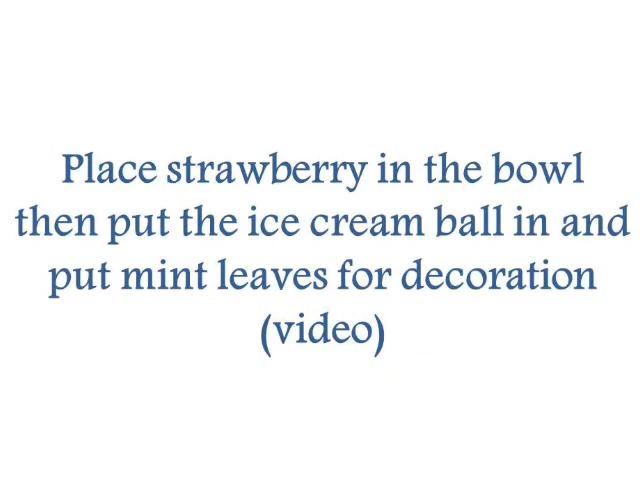 Place strawberry in the bowl
then put the ice cream ball in and
put mint leaves for decoration
(video)